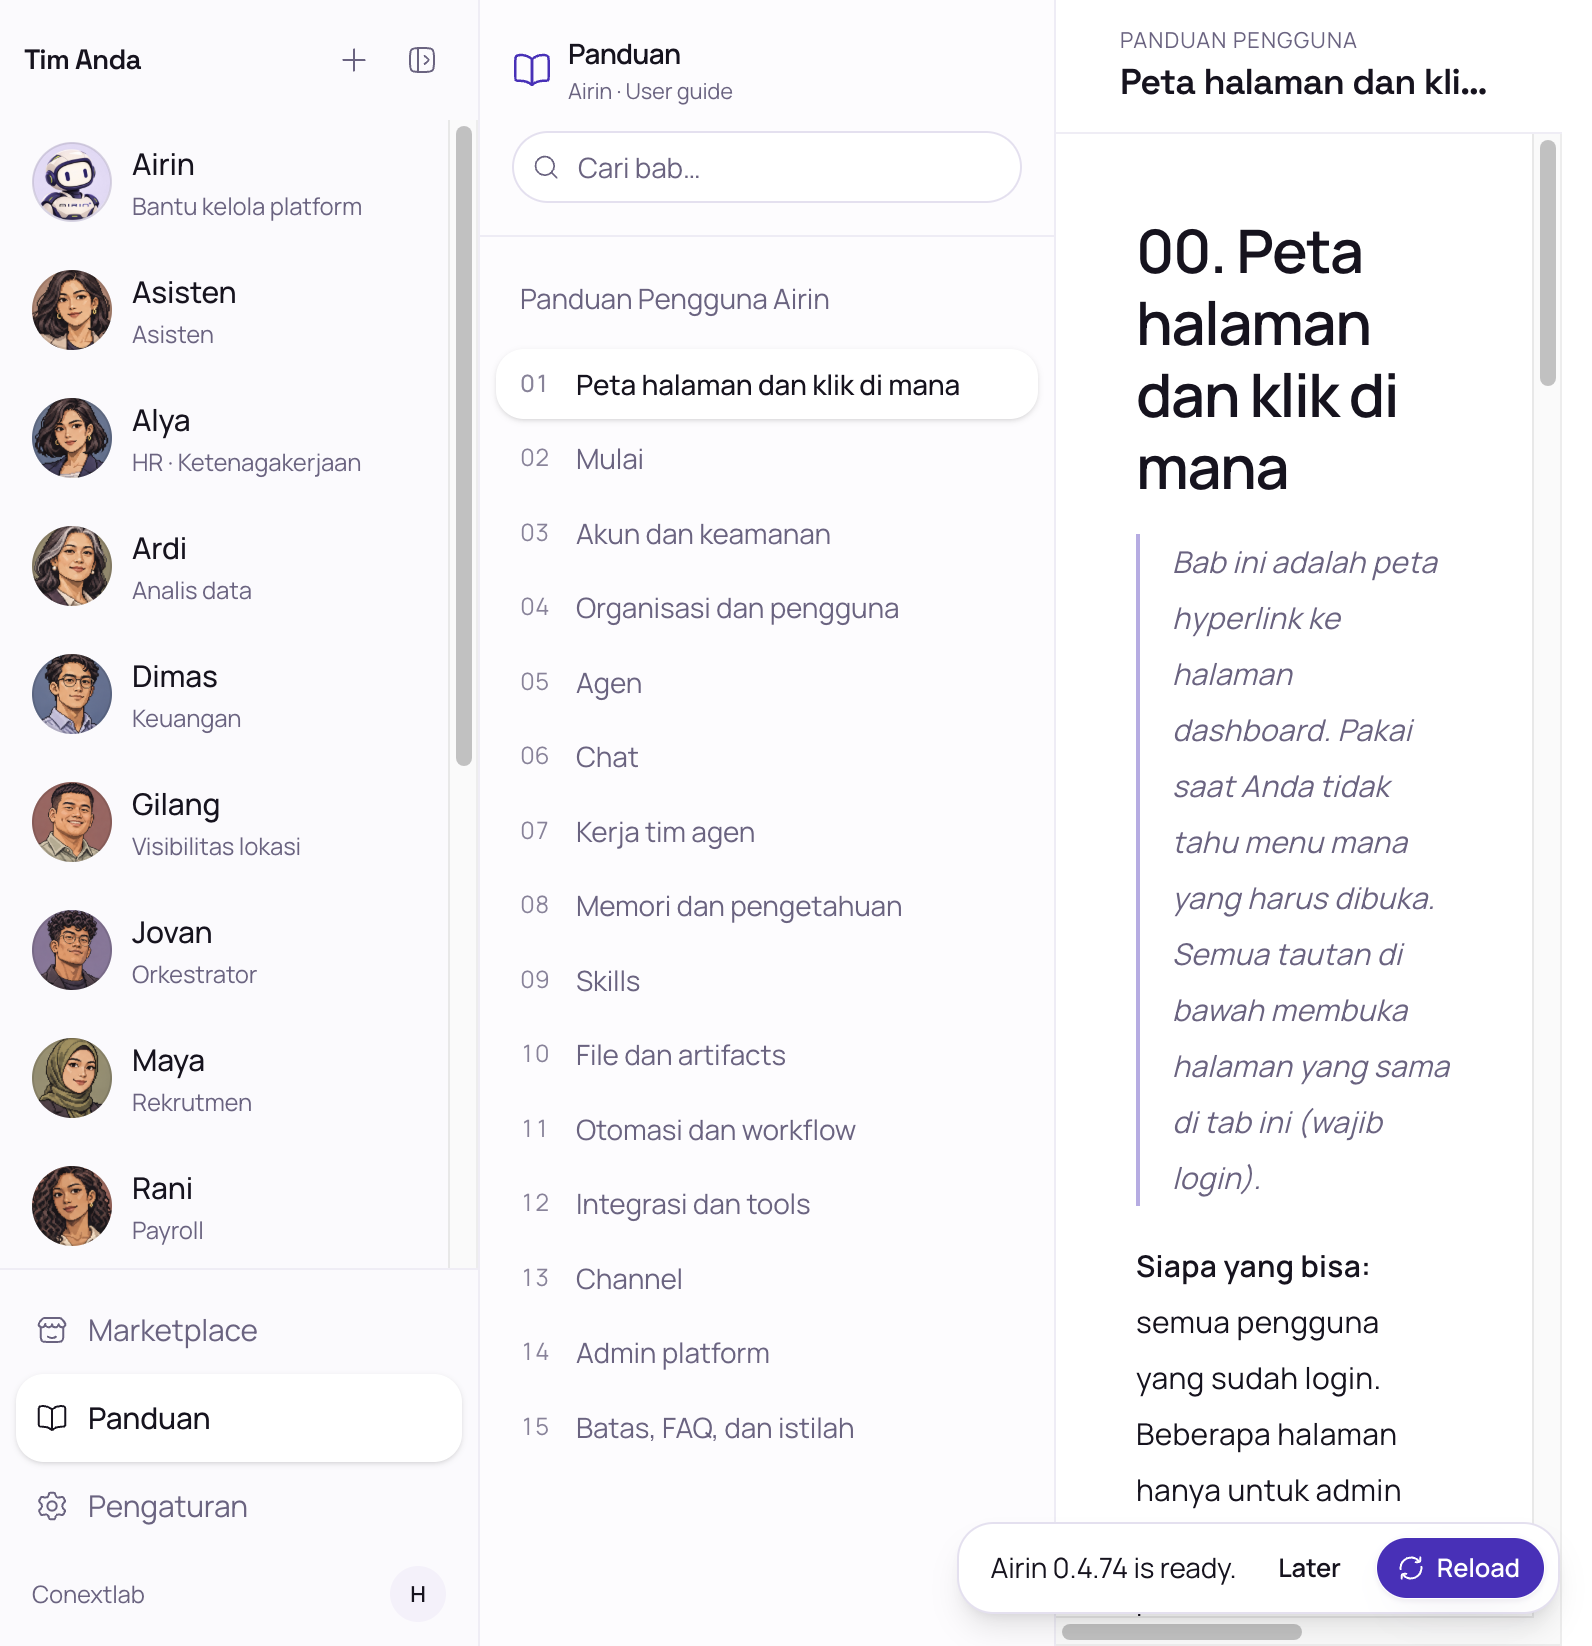 Tim Anda
Airin
Bantu kelola platform
Asisten
Asisten
Alya
HR · Ketenagakerjaan
Ardi
Analis data
Dimas
Keuangan
Gilang
Visibilitas lokasi
Jovan
Orkestrator
Maya
Rekrutmen
Rani
Payroll
Marketplace
Panduan
Pengaturan
Conextlab
H
Panduan
Airin · User guide
Cari bab...
Panduan Pengguna Airin
01 Peta halaman dan klik di mana
02 Mulai
03 Akun dan keamanan
04 Organisasi dan pengguna
05 Agen
06 Chat
07 Kerja tim agen
08 Memori dan pengetahuan
09 Skills
10 File dan artifacts
11 Otomasi dan workflow
12 Integrasi dan tools
13 Channel
14 Admin platform
15 Batas, FAQ, dan istilah
PANDUAN PENGGUNA
Peta halaman dan kli...
00. Peta
halaman
dan klik di
mana
Bab ini adalah peta
hyperlink ke
halaman
dashboard. Pakai
saat Anda tidak
tahu menu mana
yang harus dibuka.
Semua tautan di
bawah membuka
halaman yang sama
di tab ini (wajib
login).
Siapa yang bisa:
semua pengguna
yang sudah login.
Beberapa halaman
hanya untuk admin
Airin 0.4.74 is ready.
Later
Reload